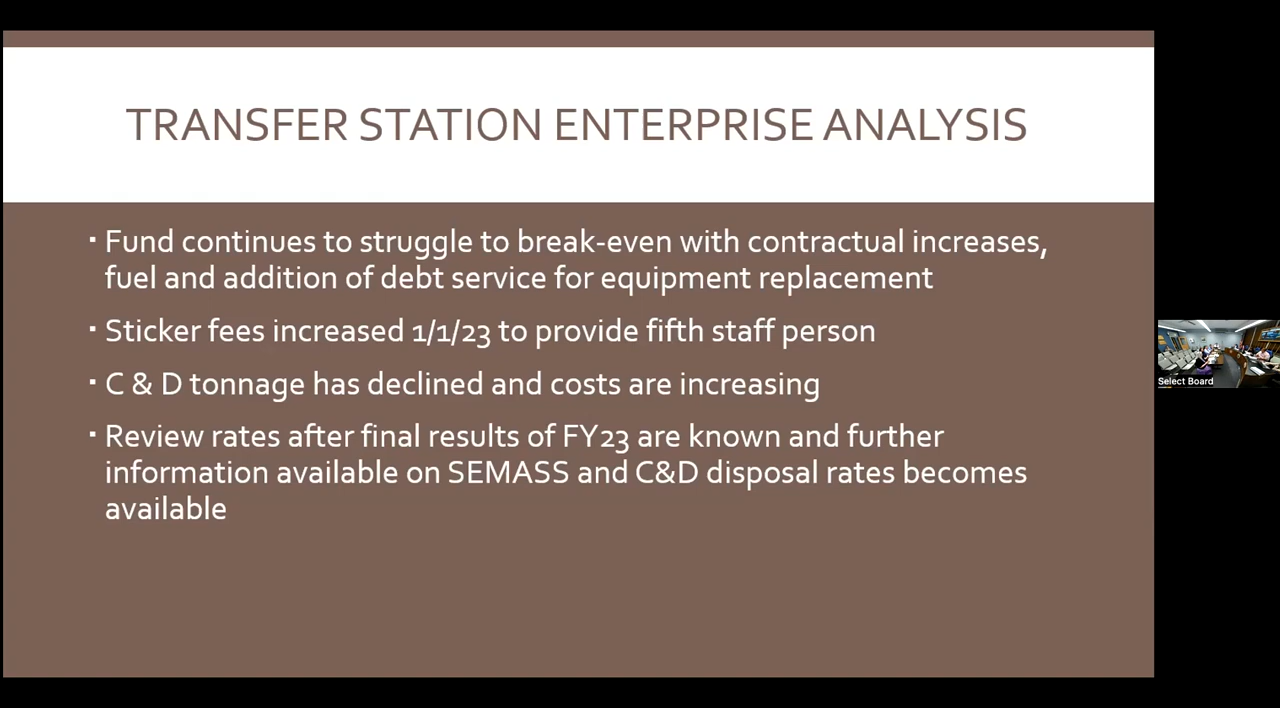 TRANSFER STATION ENTERPRISE ANALYSIS
▪ Fund continues to struggle to break-even with contractual increases,
fuel and addition of debt service for equipment replacement
▪ Sticker fees increased 1/1/23 to provide fifth staff person
▪ C & D tonnage has declined and costs are increasing
▪ Review rates after final results of FY23 are known and further
information available on SEMASS and C&D disposal rates becomes
available
Select Board